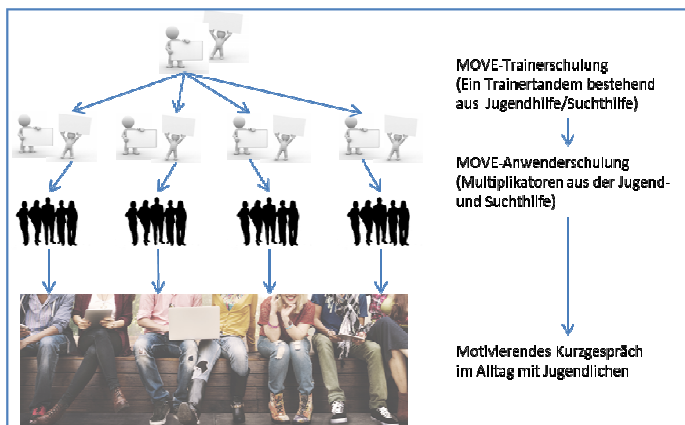 MOVE-Trainerschulung
(Ein Trainertandem bestehend
aus Jugendhilfe/Suchthilfe)
MOVE-Anwenderschulung
(Multiplikatoren aus der Jugend-
und Suchthilfe)
Motivierendes Kurzgespräch
im Alltag mit Jugendlichen